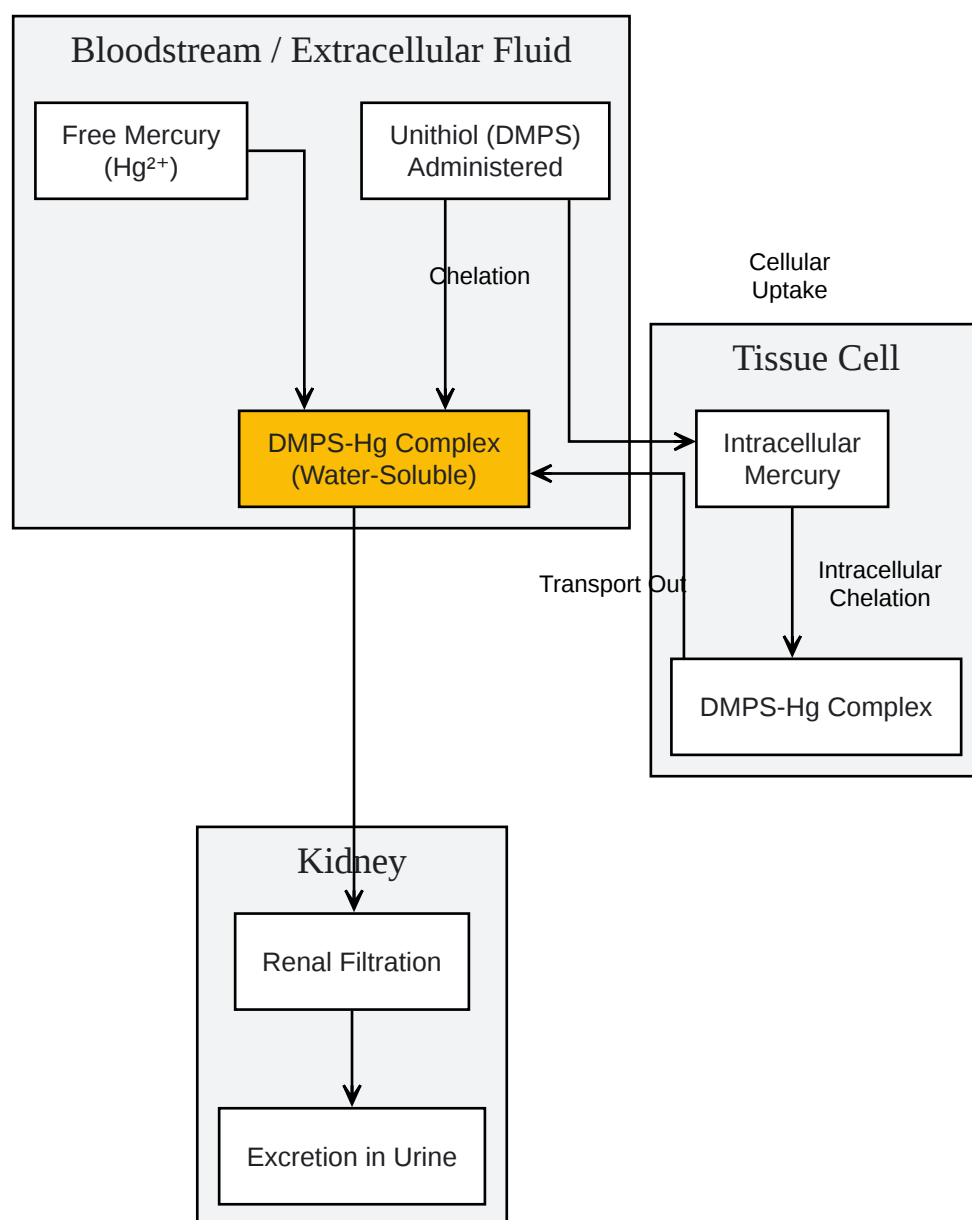 Bloodstream / Extracellular Fluid
Free Mercury
(Hg²⁺)
Unithiol (DMPS)
Administered
Chelation
Cellular
Uptake
Tissue Cell
DMPS-Hg Complex
(Water-Soluble)
Intracellular
Mercury
Transport Out
Intracellular
Chelation
DMPS-Hg Complex
Kidney
Renal Filtration
Excretion in Urine